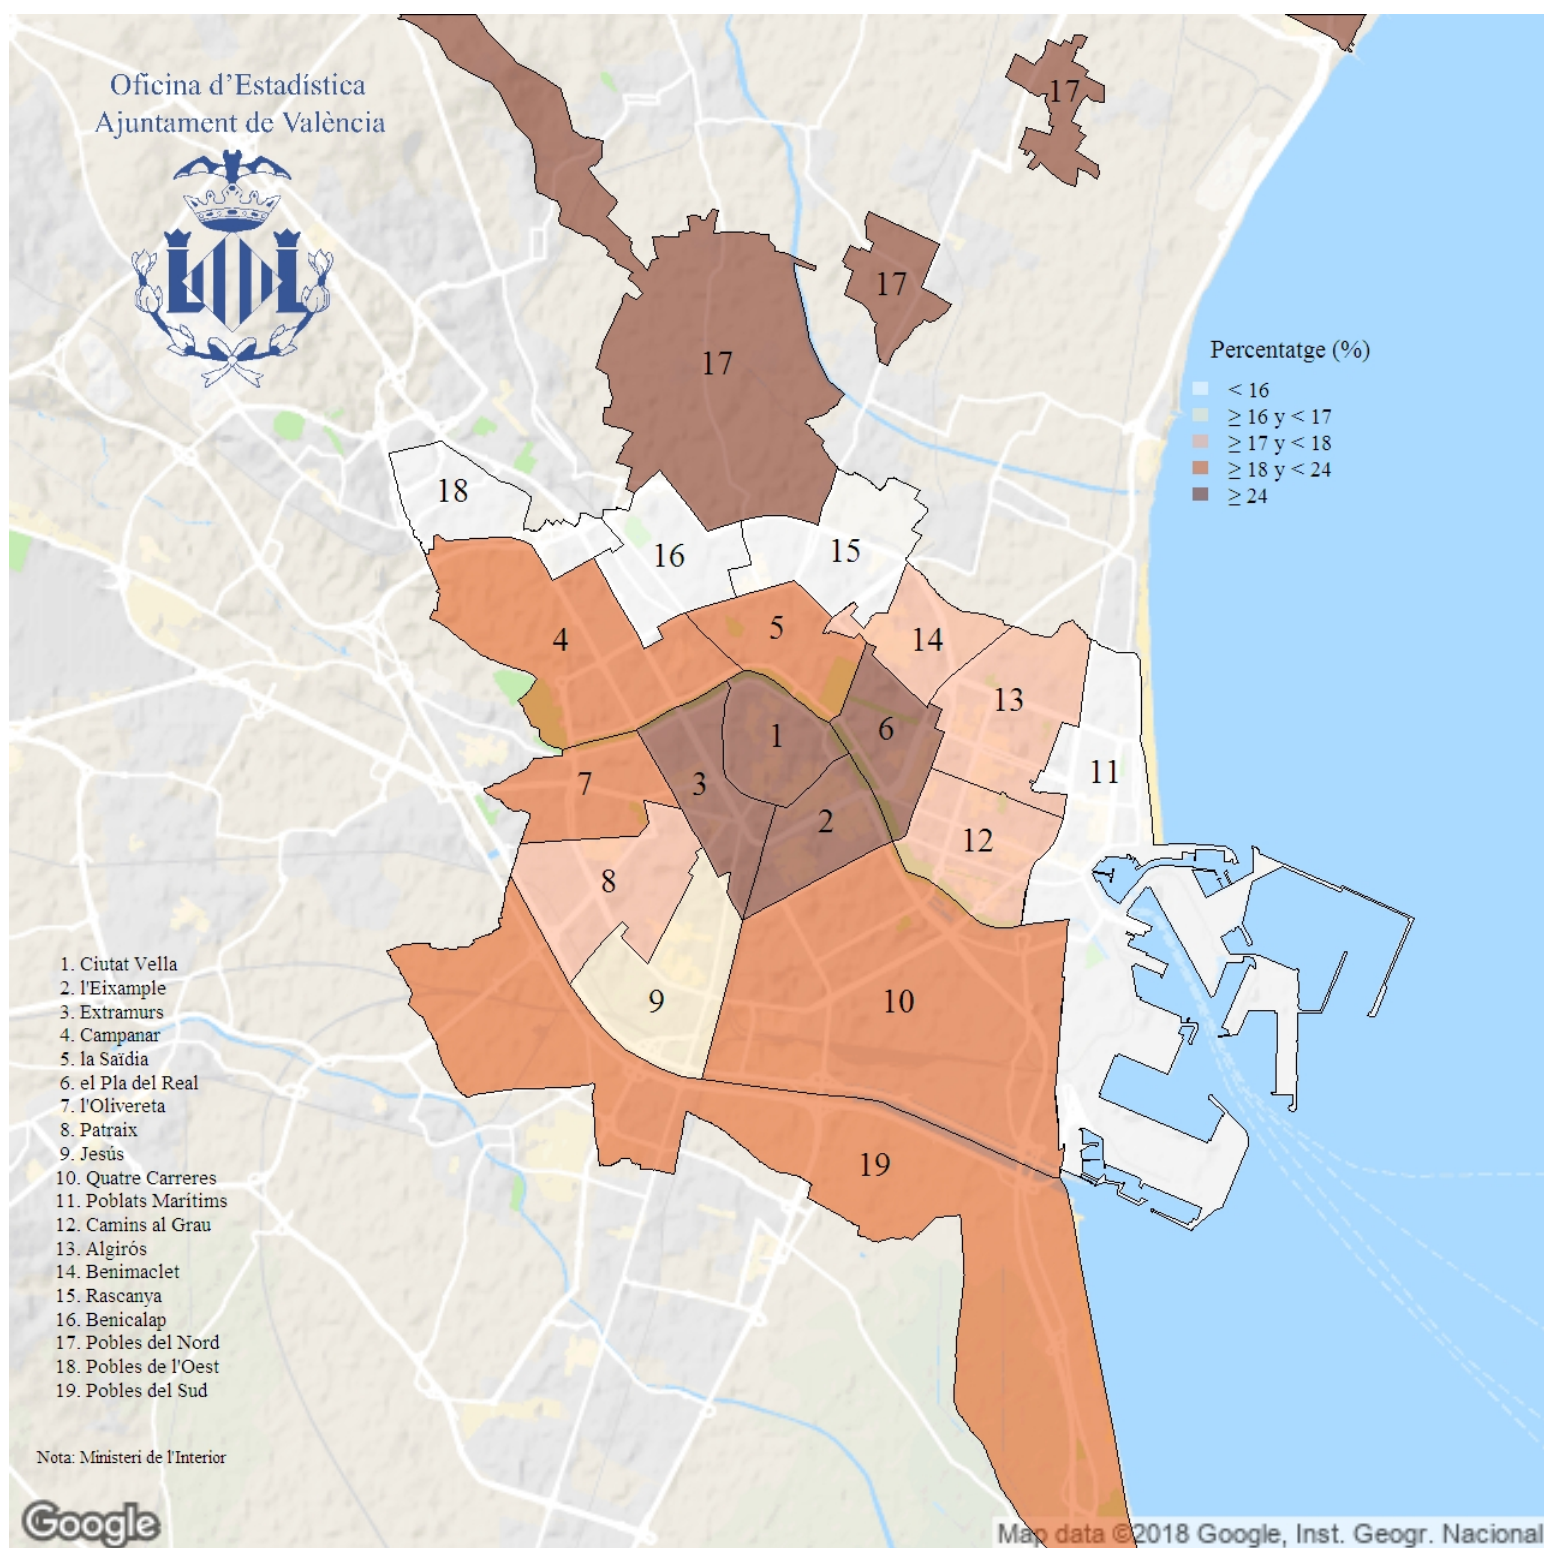 Oficina d'Estadística
Ajuntament de València
17
17
17
Percentatge (%)
< 16
≥ 16 y < 17
≥ 17 y < 18
≥ 18 y < 24
≥ 24
18
16
15
4
5
14
13
6
1
3
7
11
2
12
8
9
10
19
1. Ciutat Vella
2. l'Eixample
3. Extramurs
4. Campanar
5. la Saïdia
6. el Pla del Real
7. l'Olivereta
8. Patraix
9. Jesús
10. Quatre Carreres
11. Poblats Marítims
12. Camins al Grau
13. Algirós
14. Benimaclet
15. Rascanya
16. Benicalap
17. Pobles del Nord
18. Pobles de l'Oest
19. Pobles del Sud
Nota: Ministeri de l'Interior
Google
Map data ©2018 Google, Inst. Geogr. Nacional